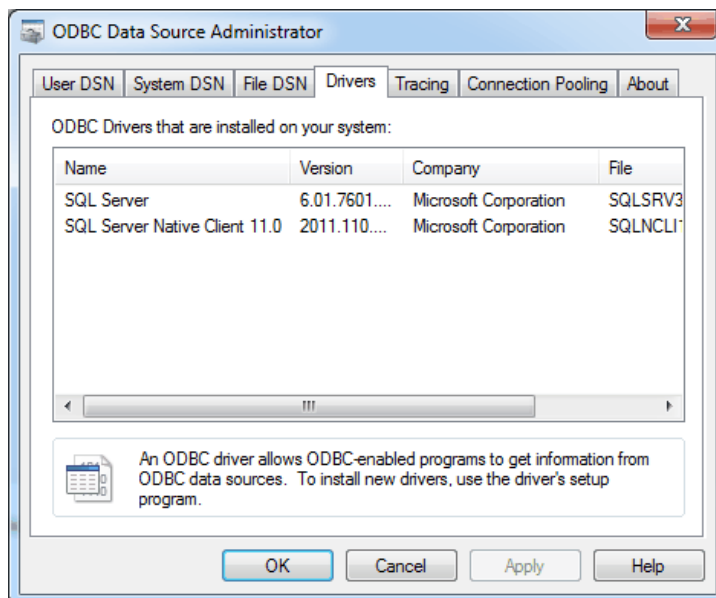 ODBC Data Source Administrator
User DSN System DSN File DSN Drivers Tracing Connection Pooling About
ODBC Drivers that are installed on your system:
Name Version Company File
SQL Server 6.01.7601.... Microsoft Corporation SQLSRV3
SQL Server Native Client 11.0 2011.110.... Microsoft Corporation SQLNCLI1
An ODBC driver allows ODBC-enabled programs to get information from
ODBC data sources. To install new drivers, use the driver's setup
program.
OK Cancel Apply Help